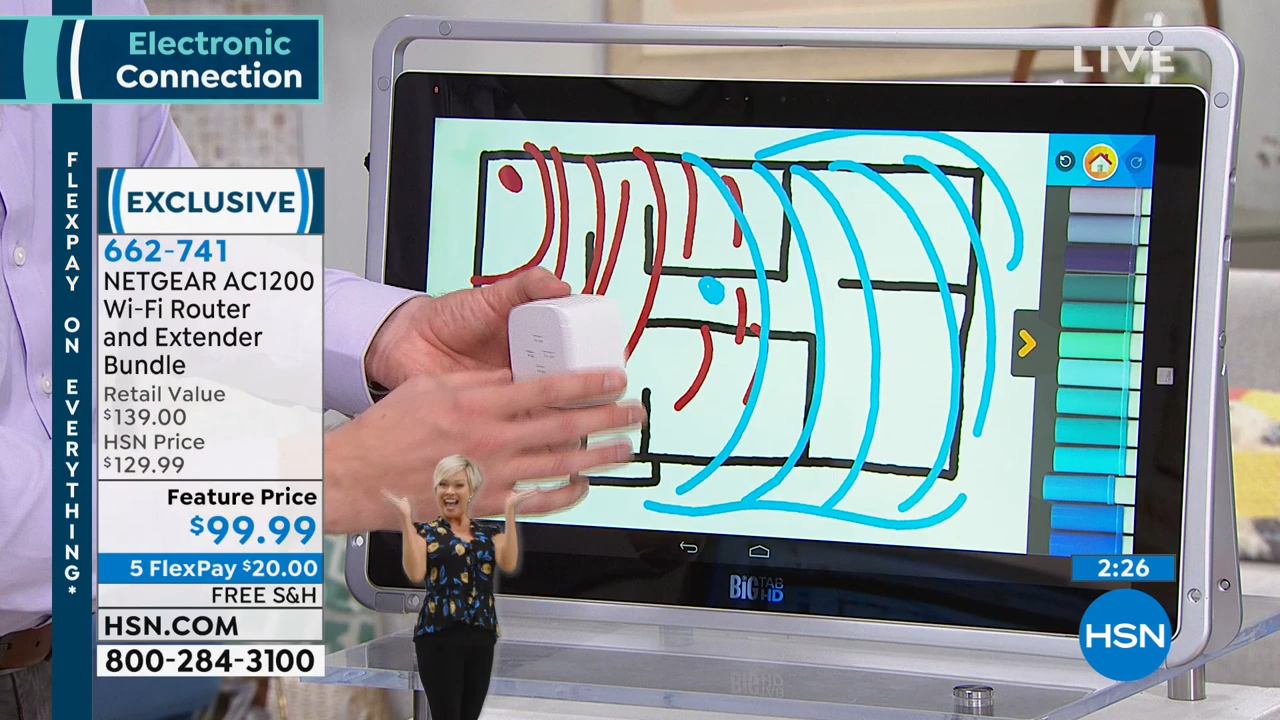 Electronic
Connection
LIVE
FLEXPAY ON EVERYTHING*
EXCLUSIVE
662-741
NETGEAR AC1200
Wi-Fi Router
and Extender
Bundle
Retail Value
$139.00
HSN Price
$129.99
Feature Price
$99.99
5 FlexPay $20.00
FREE S&H
HSN.COM
800-284-3100
BiGTAB
HD
2:26
HSN